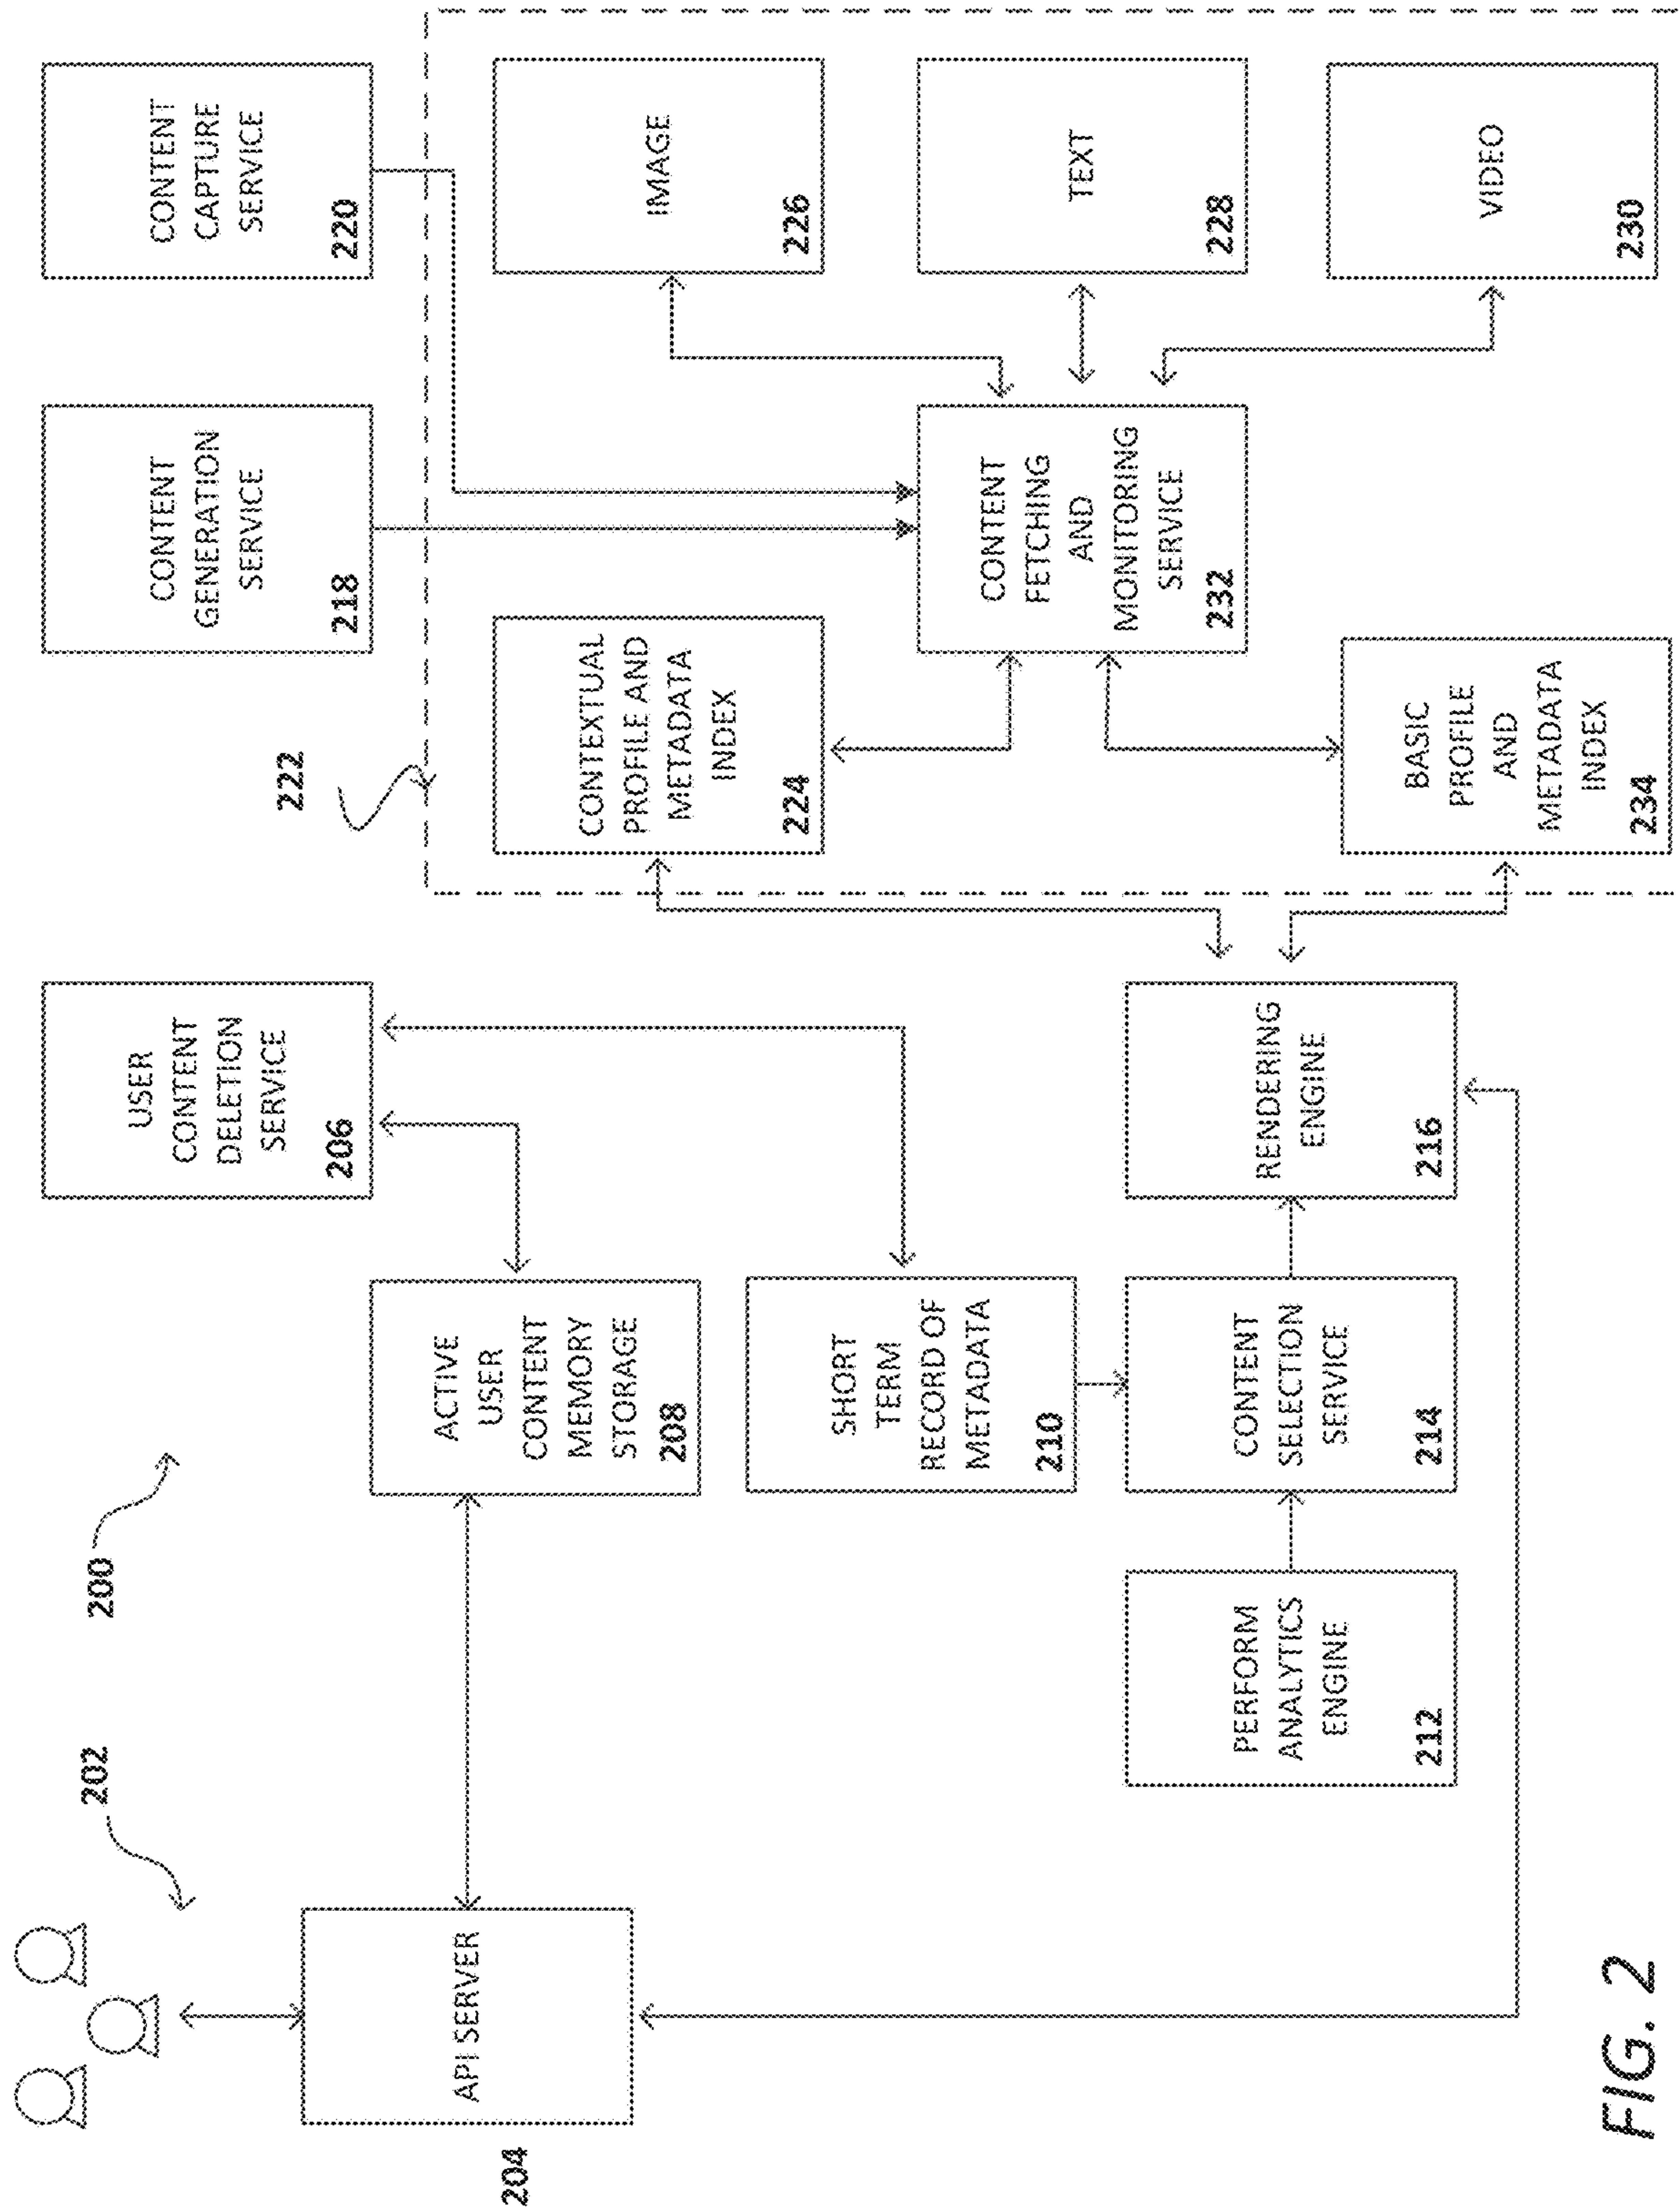 202
200
204
API SERVER
USER
CONTENT
DELETION
SERVICE
206
ACTIVE
USER
CONTENT
MEMORY
STORAGE
208
SHORT
TERM
RECORD OF
METADATA
210
PERFORM
ANALYTICS
ENGINE
212
CONTENT
SELECTION
SERVICE
214
RENDERING
ENGINE
216
CONTENT
GENERATION
SERVICE
218
CONTENT
CAPTURE
SERVICE
220
222
CONTEXTUAL
PROFILE AND
METADATA
INDEX
224
IMAGE
226
TEXT
228
VIDEO
230
CONTENT
FETCHING
AND
MONITORING
SERVICE
232
BASIC
PROFILE
AND
METADATA
INDEX
234
FIG. 2